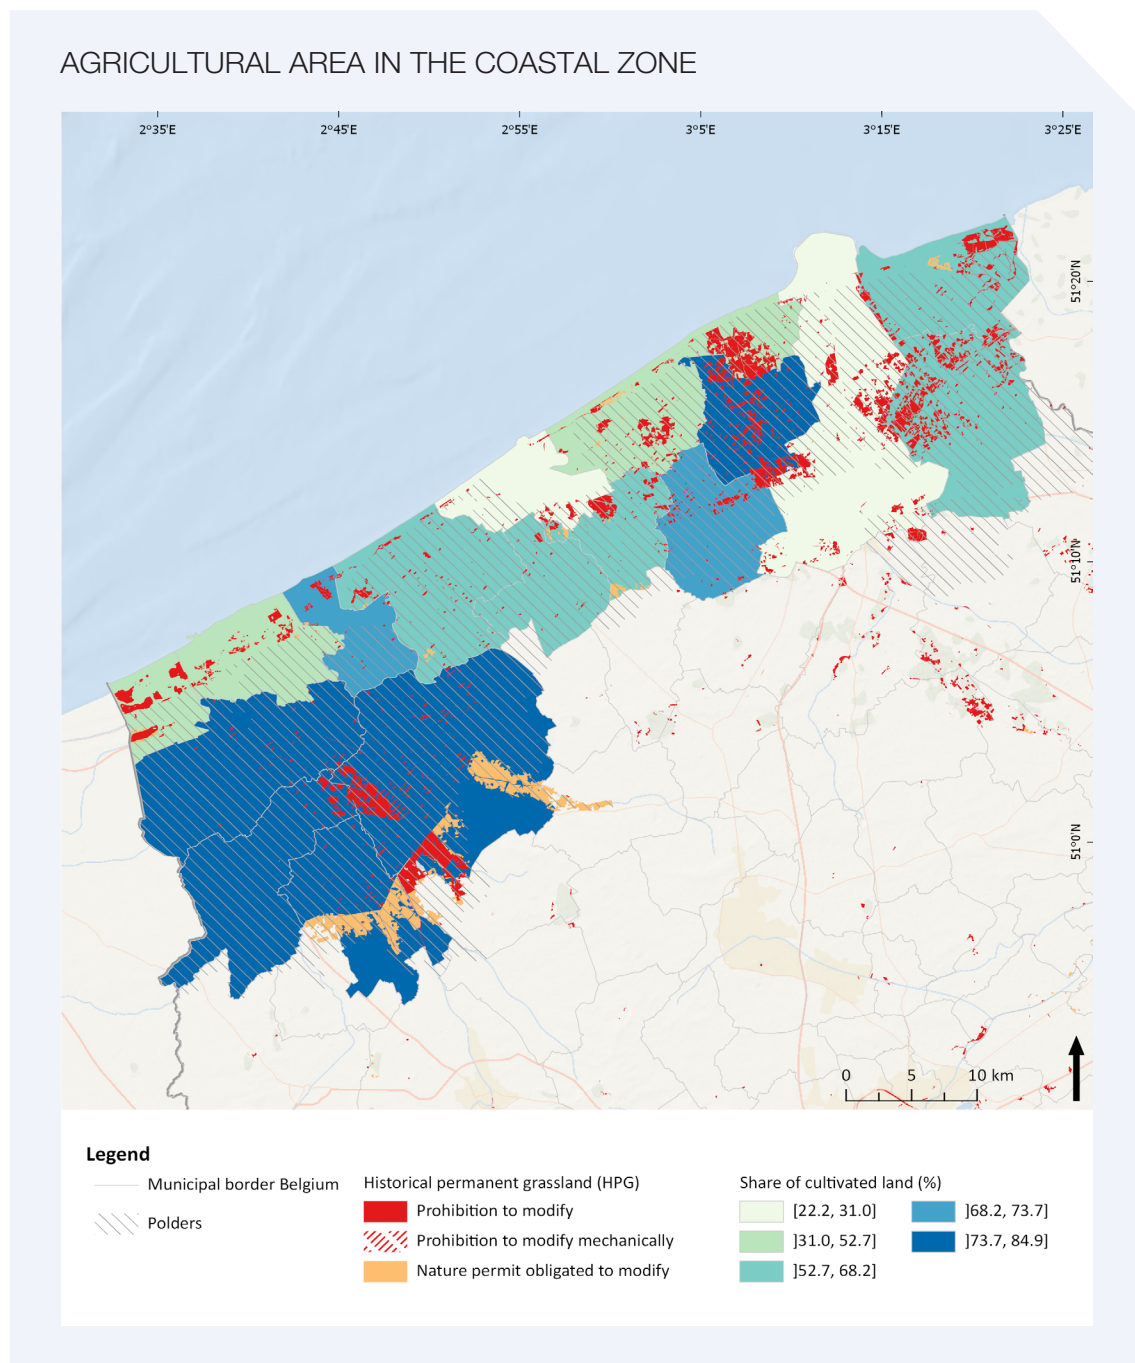 AGRICULTURAL AREA IN THE COASTAL ZONE
2°35'E 2°45'E 2°55'E 3°5'E 3°15'E 3°25'E
51°20'N
51°10'N
51°0'N
0 5 10 km
Legend
Municipal border Belgium
Polders
Historical permanent grassland (HPG)
Prohibition to modify
Prohibition to modify mechanically
Nature permit obligated to modify
Share of cultivated land (%)
[22.2, 31.0]
]31.0, 52.7]
]52.7, 68.2]
]68.2, 73.7]
]73.7, 84.9]